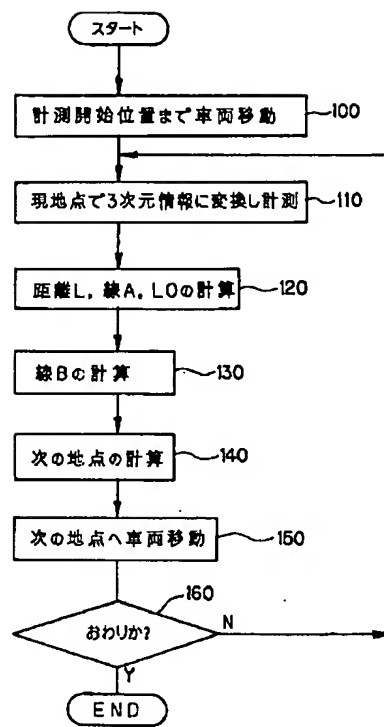 スタート
計測開始位置まで車両移動
100
現地点で3次元情報に変換し計測
110
距離L,線A,L0の計算
120
線Bの計算
130
次の地点の計算
140
次の地点へ車両移動
150
160
おわりか?
N
Y
END